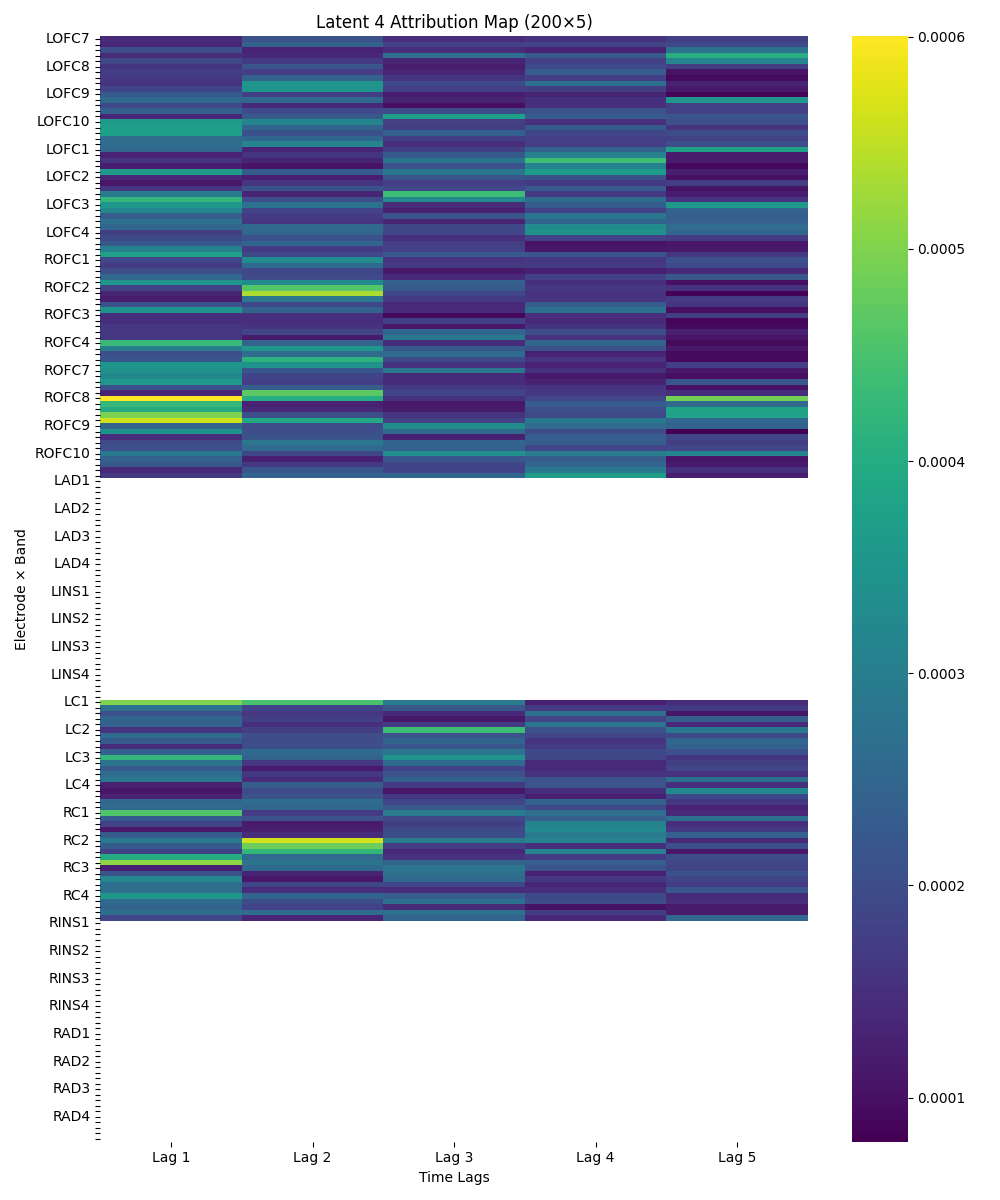 Latent 4 Attribution Map (200×5)
LOFC7
LOFC8
LOFC9
LOFC10
LOFC1
LOFC2
LOFC3
LOFC4
ROFC1
ROFC2
ROFC3
ROFC4
ROFC7
ROFC8
ROFC9
ROFC10
LAD1
LAD2
LAD3
LAD4
LINS1
LINS2
LINS3
LINS4
LC1
LC2
LC3
LC4
RC1
RC2
RC3
RC4
RINS1
RINS2
RINS3
RINS4
RAD1
RAD2
RAD3
RAD4
Electrode × Band
Lag 1 Lag 2 Lag 3 Lag 4 Lag 5
Time Lags
0.0006
0.0005
0.0004
0.0003
0.0002
0.0001